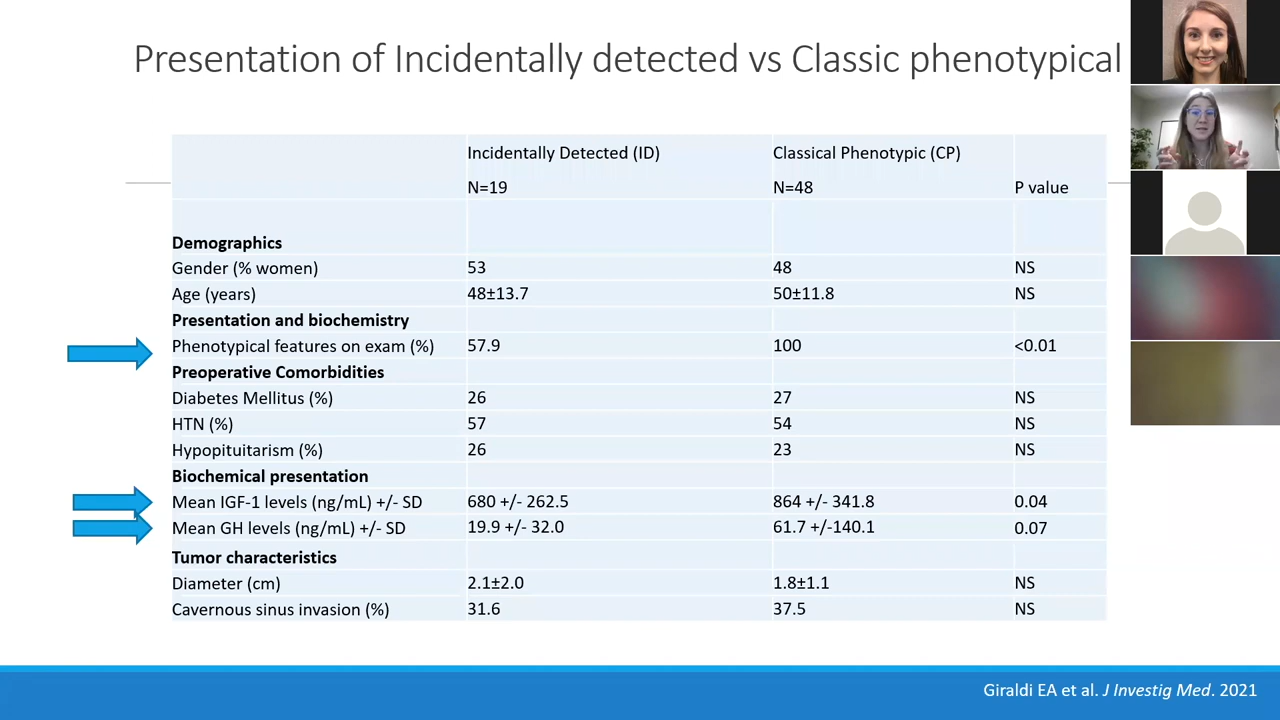 Presentation of Incidentally detected vs Classic phenotypical
Incidentally Detected (ID) Classical Phenotypic (CP)
N=19 N=48 P value
Demographics
Gender (% women) 53 48 NS
Age (years) 48±13.7 50±11.8 NS
Presentation and biochemistry
Phenotypical features on exam (%) 57.9 100 <0.01
Preoperative Comorbidities
Diabetes Mellitus (%) 26 27 NS
HTN (%) 57 54 NS
Hypopituitarism (%) 26 23 NS
Biochemical presentation
Mean IGF-1 levels (ng/mL) +/- SD 680 +/- 262.5 864 +/- 341.8 0.04
Mean GH levels (ng/mL) +/- SD 19.9 +/- 32.0 61.7 +/-140.1 0.07
Tumor characteristics
Diameter (cm) 2.1±2.0 1.8±1.1 NS
Cavernous sinus invasion (%) 31.6 37.5 NS
Giraldi EA et al. J Investig Med. 2021